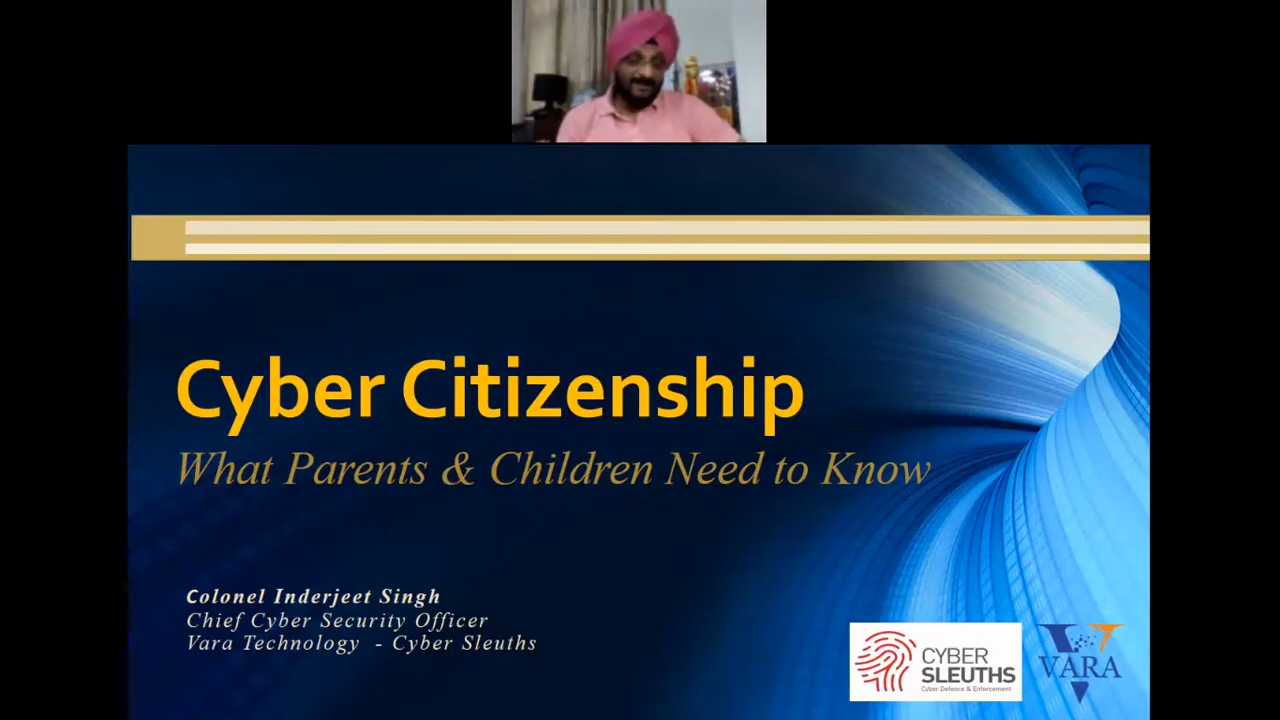 Cyber Citizenship
What Parents & Children Need to Know
Colonel Inderjeet Singh
Chief Cyber Security Officer
Vara Technology - Cyber Sleuths
CYBER
SLEUTHS
Cyber Defence & Enforcement
VARA